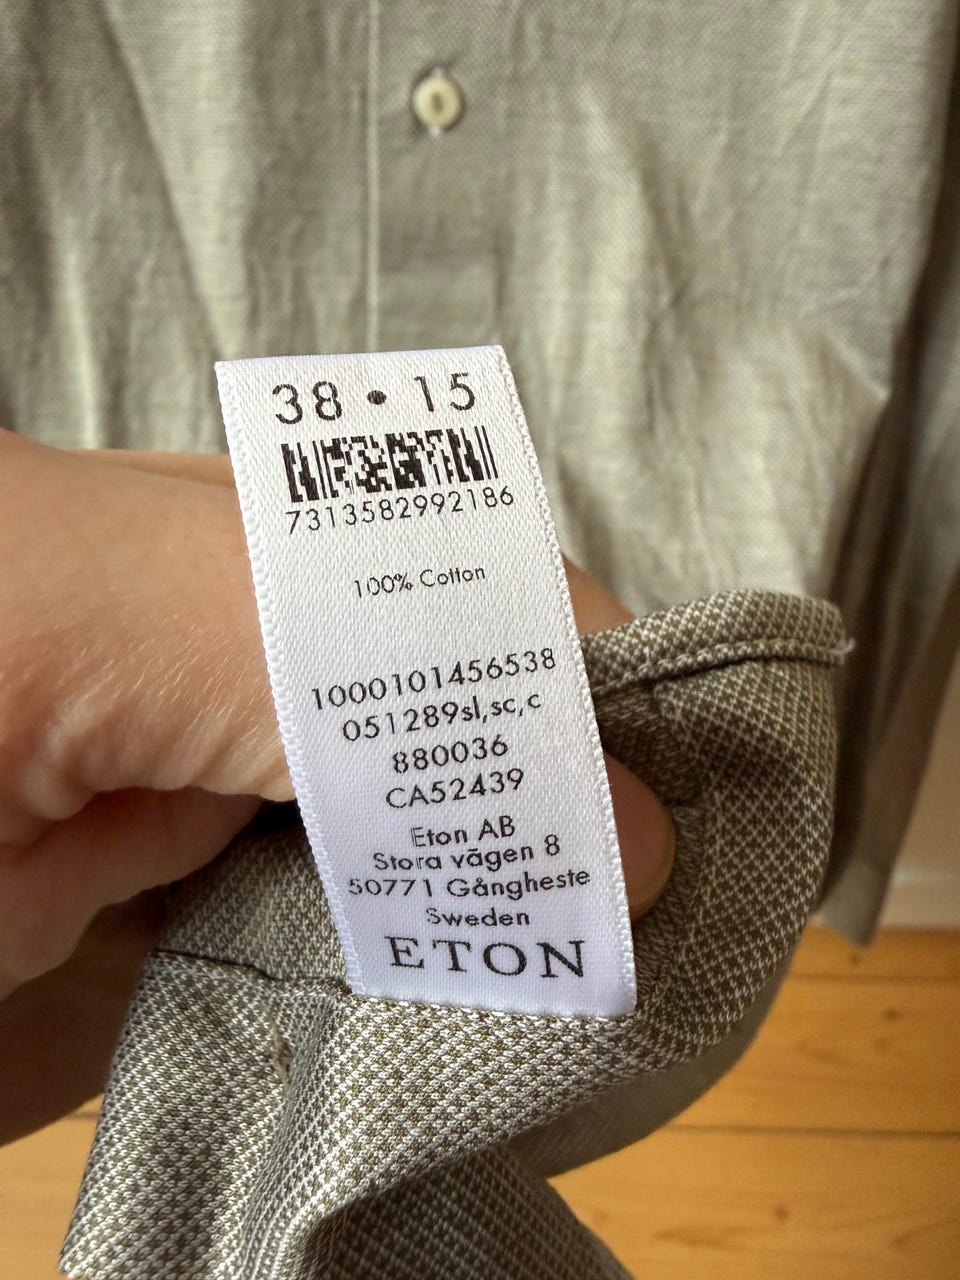 38 • 15
7313582992186
100% Cotton
1000101456538
051289sl,sc,c
880036
CA52439
Eton AB
Stora vägen 8
50771 Gångheste
Sweden
ETON